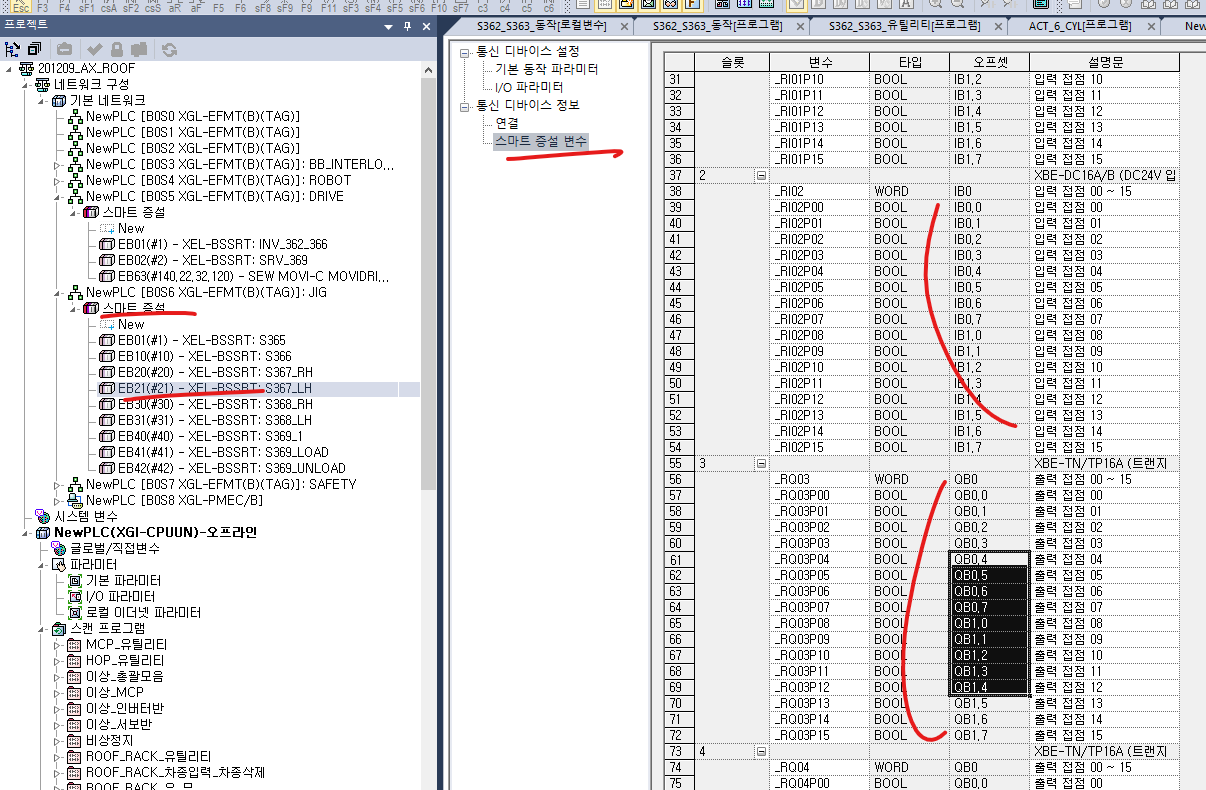 Esc F3 F4 sF1 csA sF2 csS aR aF F5 F6 sF8 sF9 F9 F11 sF3 sF4 sF5 sF6 F10 sF7 c3 c4 c5 c6
프로젝트
S362_S363_동작[로컬변수] ×
S362_S363_동작[프로그램] ×
S362_S363_유틸리티[프로그램] ×
ACT_6_CYL[프로그램] ×
New
201209_AX_ROOF
네트워크 구성
기본 네트워크
NewPLC [B0S0 XGL-EFMT(B)(TAG)]
NewPLC [B0S1 XGL-EFMT(B)(TAG)]
NewPLC [B0S2 XGL-EFMT(B)(TAG)]
NewPLC [B0S3 XGL-EFMT(B)(TAG)]: BB_INTERLO...
NewPLC [B0S4 XGL-EFMT(B)(TAG)]: ROBOT
NewPLC [B0S5 XGL-EFMT(B)(TAG)]: DRIVE
스마트 증설
New
EB01(#1) - XEL-BSSRT: INV_362_366
EB02(#2) - XEL-BSSRT: SRV_369
EB63(#140,22,32,120) - SEW MOVI-C MOVIDRI...
NewPLC [B0S6 XGL-EFMT(B)(TAG)]: JIG
스마트 증설
New
EB01(#1) - XEL-BSSRT: S365
EB10(#10) - XEL-BSSRT: S366
EB20(#20) - XEL-BSSRT: S367_RH
EB21(#21) - XEL-BSSRT: S367_LH
EB30(#30) - XEL-BSSRT: S368_RH
EB31(#31) - XEL-BSSRT: S368_LH
EB40(#40) - XEL-BSSRT: S369_1
EB41(#41) - XEL-BSSRT: S369_LOAD
EB42(#42) - XEL-BSSRT: S369_UNLOAD
NewPLC [B0S7 XGL-EFMT(B)(TAG)]: SAFETY
NewPLC [B0S8 XGL-PMEC/B]
시스템 변수
NewPLC(XGI-CPUUN)-오프라인
글로벌/직접변수
파라미터
기본 파라미터
I/O 파라미터
로컬 이더넷 파라미터
스캔 프로그램
MCP_유틸리티
HOP_유틸리티
이상_총괄모음
이상_MCP
이상_인버터반
이상_서보반
비상정지
ROOF_RACK_유틸리티
ROOF_RACK_차종입력_차종삭제
통신 디바이스 설정
기본 동작 파라미터
I/O 파라미터
통신 디바이스 정보
연결
스마트 증설 변수
슬롯 변수 타입 오프셋 설명문
31 _RI01P10 BOOL IB1,2 입력 접점 10
32 _RI01P11 BOOL IB1,3 입력 접점 11
33 _RI01P12 BOOL IB1,4 입력 접점 12
34 _RI01P13 BOOL IB1,5 입력 접점 13
35 _RI01P14 BOOL IB1,6 입력 접점 14
36 _RI01P15 BOOL IB1,7 입력 접점 15
37 2 XBE-DC16A/B (DC24V 입
38 _RI02 WORD IB0 입력 접점 00 ~ 15
39 _RI02P00 BOOL IB0,0 입력 접점 00
40 _RI02P01 BOOL IB0,1 입력 접점 01
41 _RI02P02 BOOL IB0,2 입력 접점 02
42 _RI02P03 BOOL IB0,3 입력 접점 03
43 _RI02P04 BOOL IB0,4 입력 접점 04
44 _RI02P05 BOOL IB0,5 입력 접점 05
45 _RI02P06 BOOL IB0,6 입력 접점 06
46 _RI02P07 BOOL IB0,7 입력 접점 07
47 _RI02P08 BOOL IB1,0 입력 접점 08
48 _RI02P09 BOOL IB1,1 입력 접점 09
49 _RI02P10 BOOL IB1,2 입력 접점 10
50 _RI02P11 BOOL IB1,3 입력 접점 11
51 _RI02P12 BOOL IB1,4 입력 접점 12
52 _RI02P13 BOOL IB1,5 입력 접점 13
53 _RI02P14 BOOL IB1,6 입력 접점 14
54 _RI02P15 BOOL IB1,7 입력 접점 15
55 3 XBE-TN/TP16A (트랜지
56 _RQ03 WORD QB0 출력 접점 00 ~ 15
57 _RQ03P00 BOOL QB0,0 출력 접점 00
58 _RQ03P01 BOOL QB0,1 출력 접점 01
59 _RQ03P02 BOOL QB0,2 출력 접점 02
60 _RQ03P03 BOOL QB0,3 출력 접점 03
61 _RQ03P04 BOOL QB0,4 출력 접점 04
62 _RQ03P05 BOOL QB0,5 출력 접점 05
63 _RQ03P06 BOOL QB0,6 출력 접점 06
64 _RQ03P07 BOOL QB0,7 출력 접점 07
65 _RQ03P08 BOOL QB1,0 출력 접점 08
66 _RQ03P09 BOOL QB1,1 출력 접점 09
67 _RQ03P10 BOOL QB1,2 출력 접점 10
68 _RQ03P11 BOOL QB1,3 출력 접점 11
69 _RQ03P12 BOOL QB1,4 출력 접점 12
70 _RQ03P13 BOOL QB1,5 출력 접점 13
71 _RQ03P14 BOOL QB1,6 출력 접점 14
72 _RQ03P15 BOOL QB1,7 출력 접점 15
73 4 XBE-TN/TP16A (트랜지
74 _RQ04 WORD QB0 출력 접점 00 ~ 15
75 _RQ04P00 BOOL QB0,0 출력 접점 00